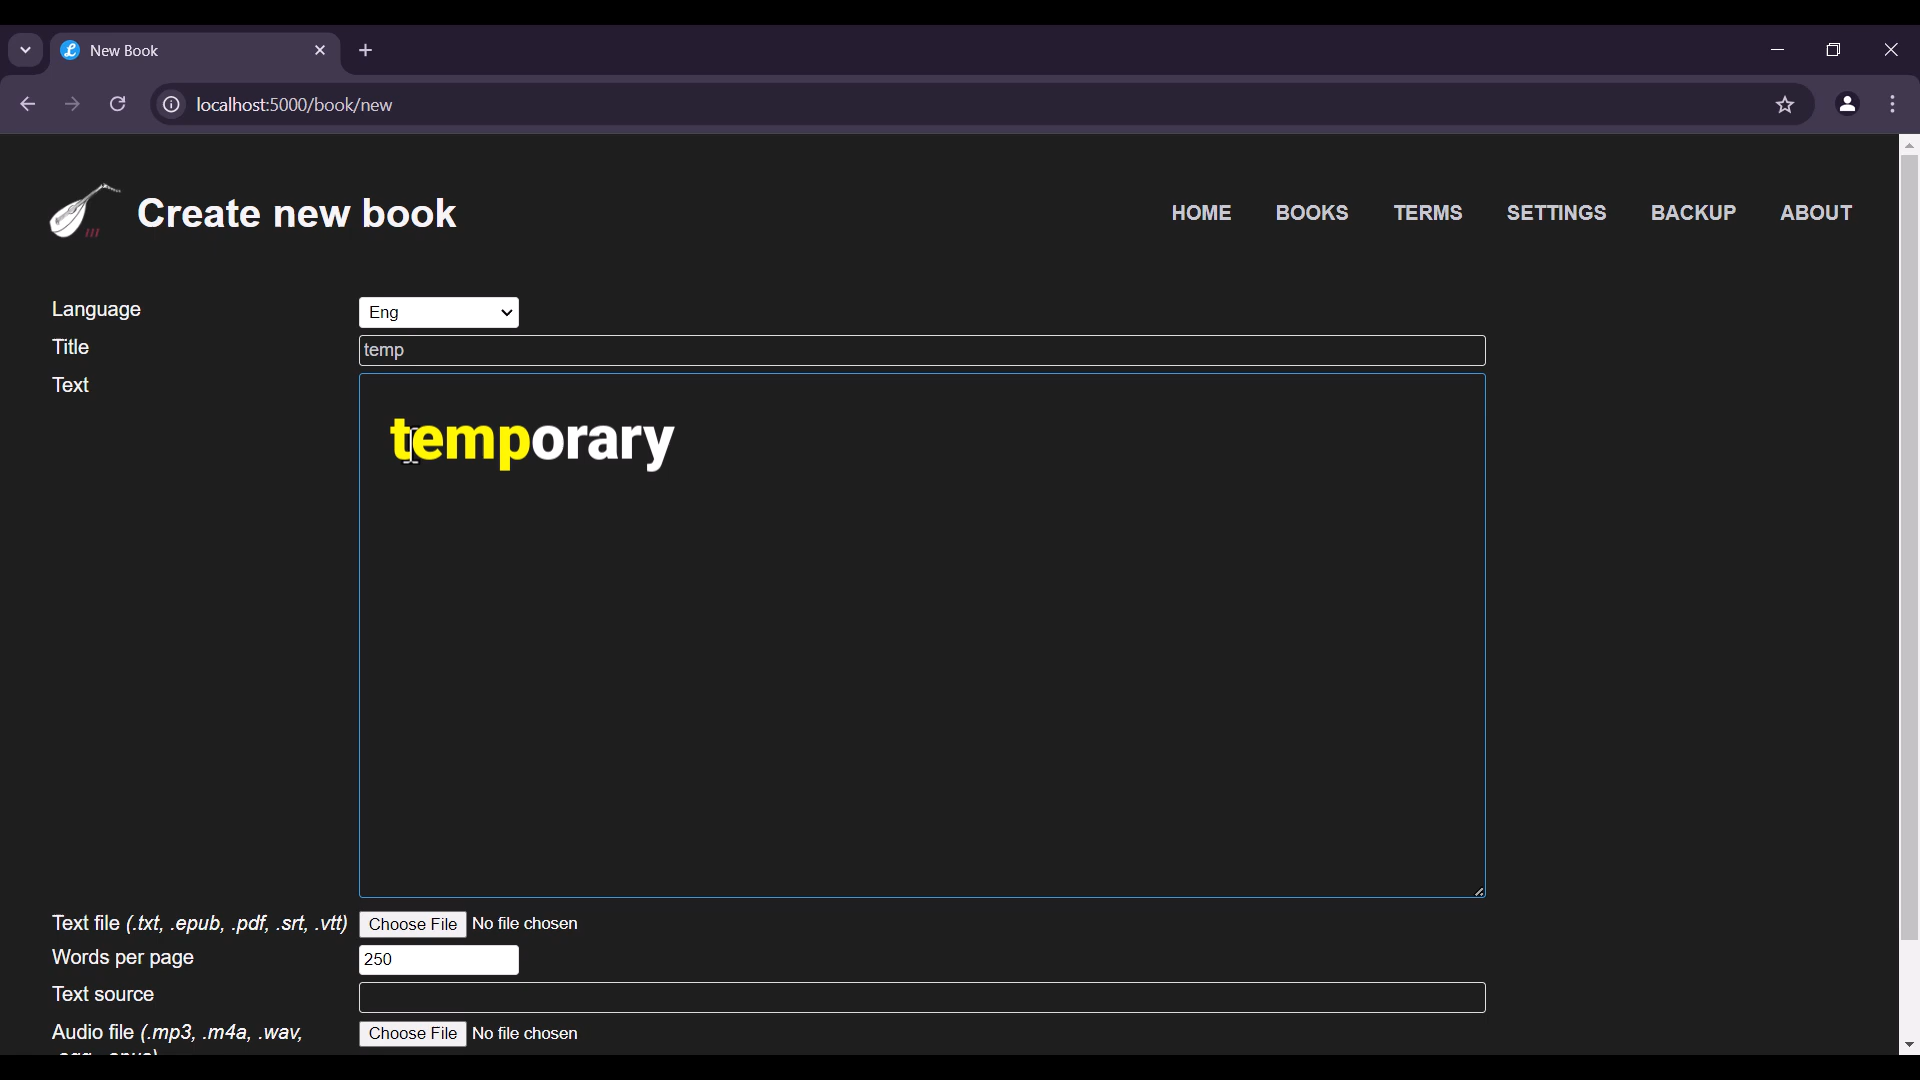 New Book
localhost:5000/book/new
Create new book
HOME BOOKS TERMS SETTINGS BACKUP ABOUT
Language Eng
Title temp
Text
temporary
Text file (.txt, .epub, .pdf, .srt, .vtt) Choose File No file chosen
Words per page 250
Text source
Audio file (.mp3, .m4a, .wav, Choose File No file chosen